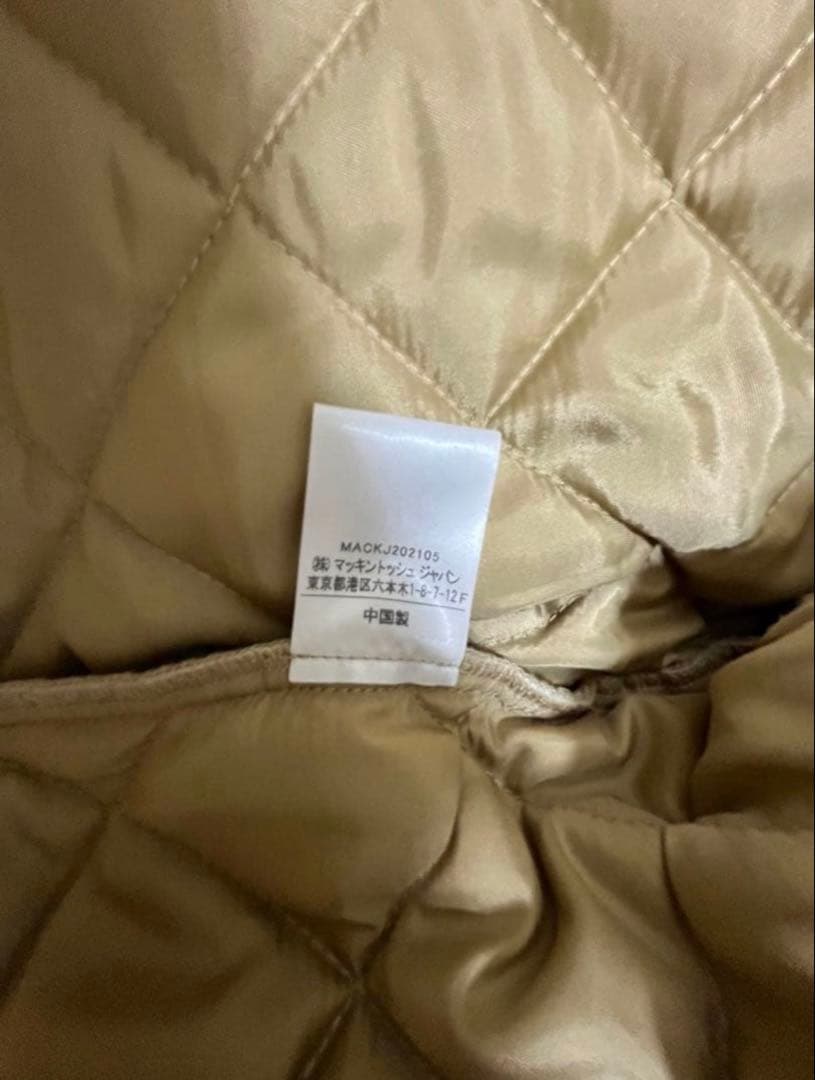 MACKJ202105
㈱マッキントッシュ ジャパン
東京都港区六本木1-8-7-12F
中国製